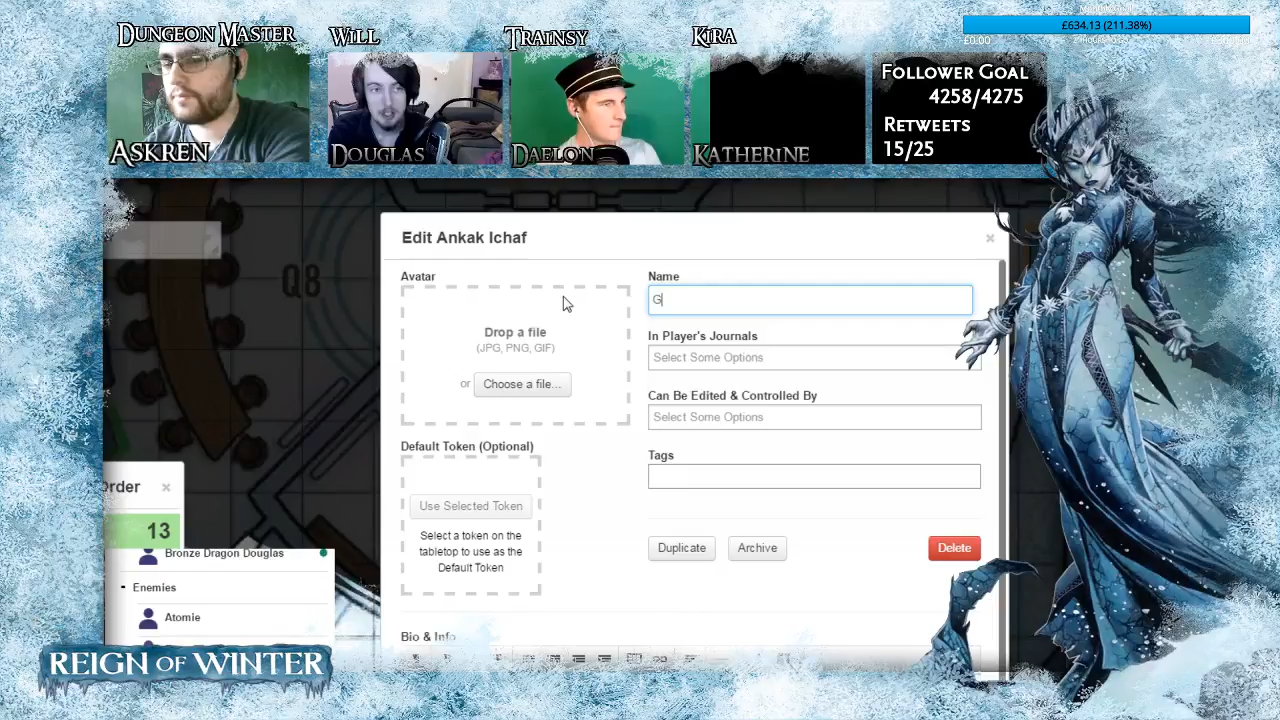 Dungeon Master
Will
Trainsy
Kira
£634.13 (211.38%)
£0.00
Askren
Douglas
Daelon
Katherine
Follower Goal
4258/4275
Retweets
15/25
Q8
Edit Ankak Ichaf
×
Avatar
Drop a file
(JPG, PNG, GIF)
or Choose a file...
Name
G
In Player's Journals
Select Some Options
Can Be Edited & Controlled By
Select Some Options
Tags
Default Token (Optional)
Use Selected Token
Select a token on the
tabletop to use as the
Default Token
Duplicate
Archive
Delete
Bio & Info
Order ×
13
Bronze Dragon Douglas
Enemies
Atomie
Reign of Winter